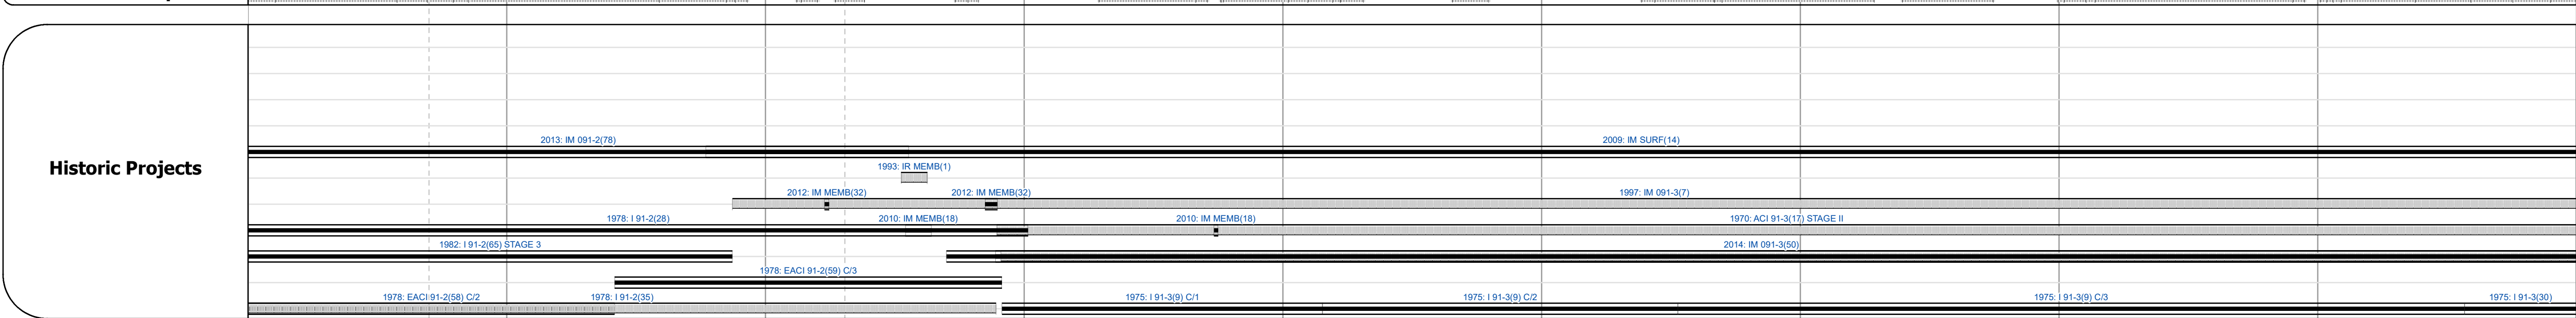 Historic Projects
2013: IM 091-2(78)
2009: IM SURF(14)
1993: IR MEMB(1)
2012: IM MEMB(32)
2012: IM MEMB(32)
1997: IM 091-3(7)
1978: I 91-2(28)
2010: IM MEMB(18)
2010: IM MEMB(18)
1970: ACI 91-3(17) STAGE II
1982: I 91-2(65) STAGE 3
2014: IM 091-3(50)
1978: EACI 91-2(59) C/3
1978: EACI 91-2(58) C/2
1978: I 91-2(35)
1975: I 91-3(9) C/1
1975: I 91-3(9) C/2
1975: I 91-3(9) C/3
1975: I 91-3(30)